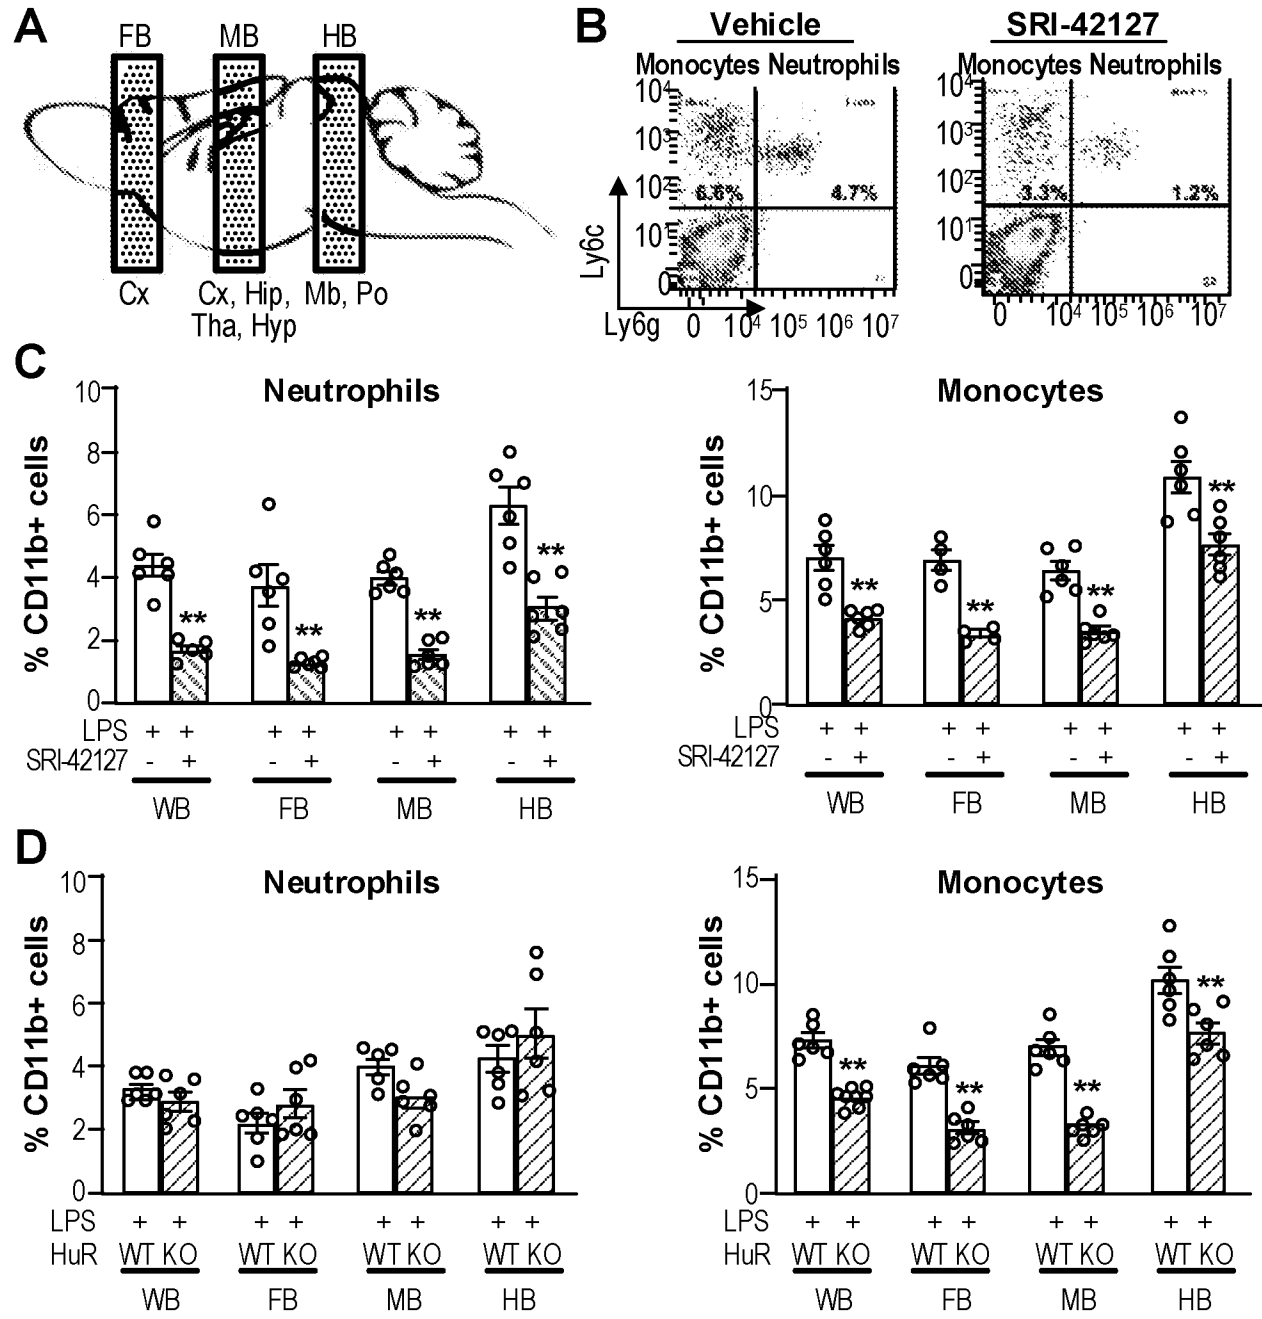 A
FB MB HB
Cx Cx, Hip, Mb, Po
Tha, Hyp
B
Vehicle SRI-42127
Monocytes Neutrophils Monocytes Neutrophils
10⁴ 10⁴
10³ 10³
10² 10²
6.6% 4.7% 3.3% 1.2%
10¹ 10¹
0 0
Ly6c
Ly6g 0 10⁴ 10⁵ 10⁶ 10⁷ 0 10⁴ 10⁵ 10⁶ 10⁷
C
Neutrophils
% CD11b+ cells
10
8
6
4
2
0
** ** ** **
LPS + + + + + + + +
SRI-42127 - + - + - + - +
WB FB MB HB
Monocytes
% CD11b+ cells
15
10
5
0
** ** ** **
LPS + + + + + + + +
SRI-42127 - + - + - + - +
WB FB MB HB
D
Neutrophils
% CD11b+ cells
10
8
6
4
2
0
LPS + + + + + + + +
HuR WT KO WT KO WT KO WT KO
WB FB MB HB
Monocytes
% CD11b+ cells
15
10
5
0
** ** ** **
LPS + + + + + + + +
HuR WT KO WT KO WT KO WT KO
WB FB MB HB